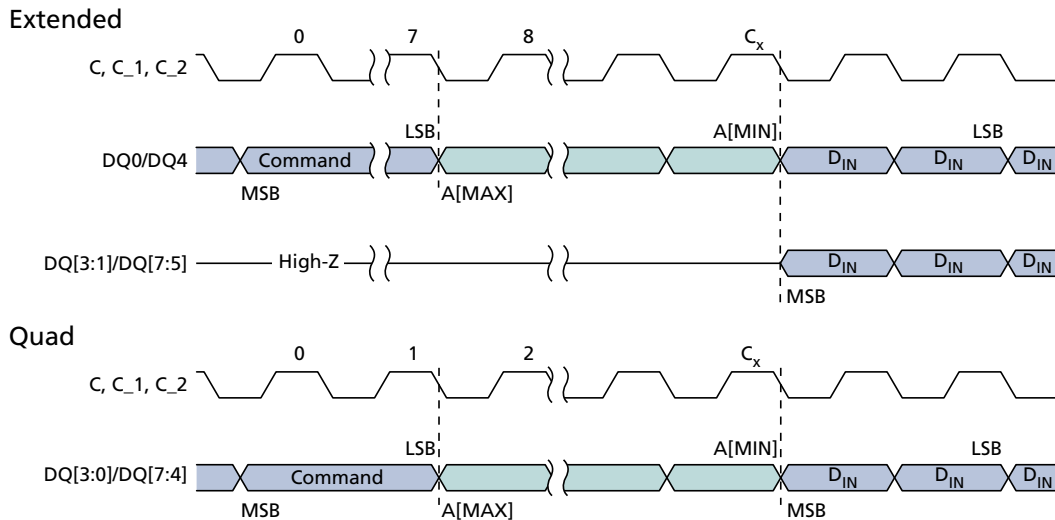 Extended
0 7 8 Cx
C, C_1, C_2
LSB A[MIN] LSB
DQ0/DQ4 Command DIN DIN DIN
MSB A[MAX]
DQ[3:1]/DQ[7:5] High-Z DIN DIN DIN
MSB
Quad
0 1 2 Cx
C, C_1, C_2
LSB A[MIN] LSB
DQ[3:0]/DQ[7:4] Command DIN DIN DIN
MSB A[MAX] MSB